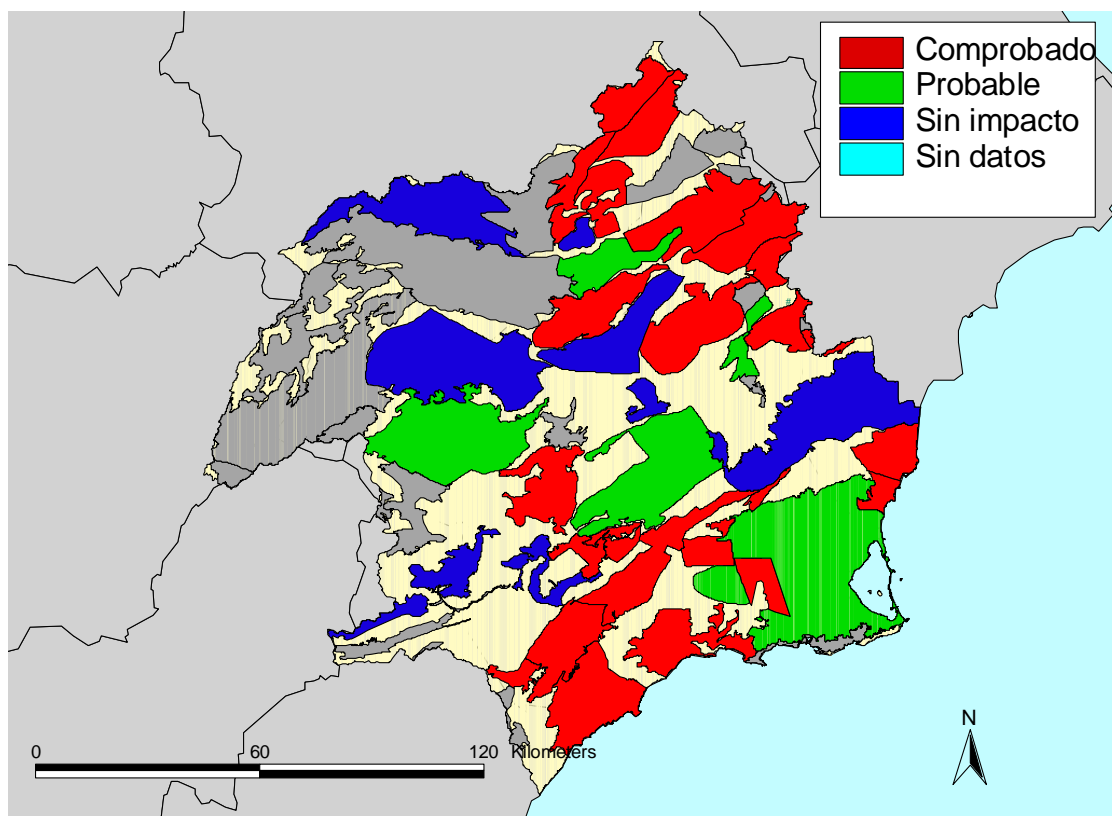 Comprobado
Probable
Sin impacto
Sin datos
N
0 60 120 Kilometers